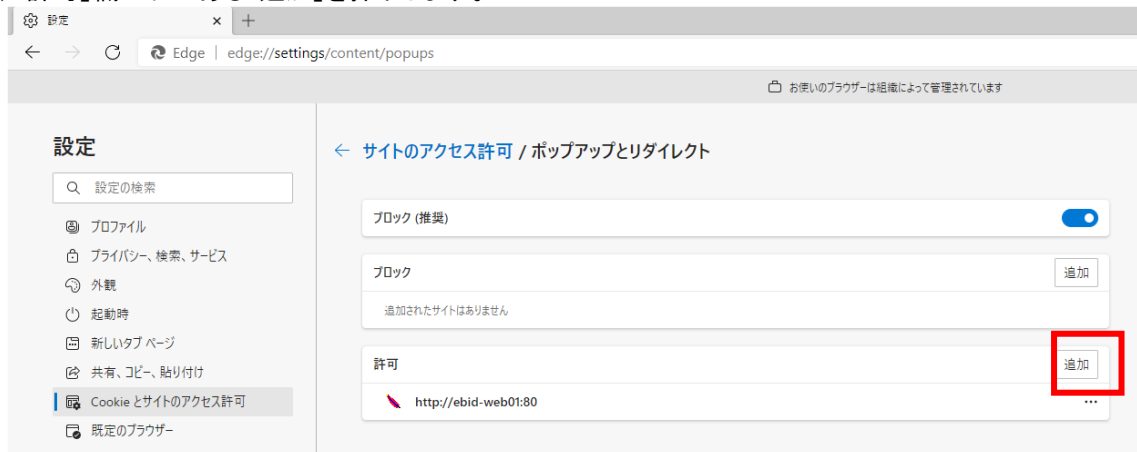 設定
Edge | edge://settings/content/popups
お使いのブラウザーは組織によって管理されています
設定
設定の検索
プロファイル
プライバシー、検索、サービス
外観
起動時
新しいタブ ページ
共有、コピー、貼り付け
Cookie とサイトのアクセス許可
既定のブラウザー
サイトのアクセス許可 / ポップアップとリダイレクト
ブロック (推奨)
ブロック
追加
追加されたサイトはありません
許可
追加
http://ebid-web01:80